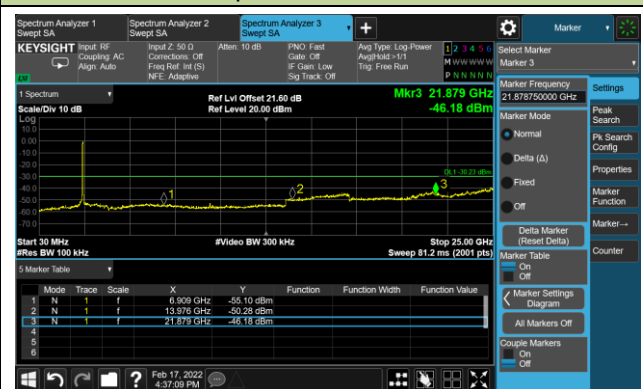 Spectrum Analyzer 1
Swept SA
Spectrum Analyzer 2
Swept SA
Spectrum Analyzer 3
Swept SA
Marker
KEYSIGHT
Input: RF
Coupling: AC
Align: Auto
Input Z: 50 Ω
Corrections: Off
Freq Ref: Int (S)
NFE: Adaptive
Atten: 10 dB
PNO: Fast
Gate: Off
IF Gain: Low
Sig Track: Off
Avg Type: Log-Power
Avg|Hold:>1/1
Trig: Free Run
1 2 3 4 5 6
M W W W W W
P N N N N N
Select Marker
Marker 3
1 Spectrum
Scale/Div 10 dB
Log
Ref Lvl Offset 21.60 dB
Ref Level 20.00 dBm
Mkr3 21.879 GHz
-46.18 dBm
10.0
0.00
-10.0
-20.0
-30.0
-40.0
-50.0
-60.0
-70.0
DL1 -30.23 dBm
1
2
3
Start 30 MHz
#Res BW 100 kHz
#Video BW 300 kHz
Stop 25.00 GHz
Sweep 81.2 ms (2001 pts)
5 Marker Table
Mode Trace Scale X Y Function Function Width Function Value
1 N 1 f 6.909 GHz -55.10 dBm
2 N 1 f 13.976 GHz -50.28 dBm
3 N 1 f 21.879 GHz -46.18 dBm
4
5
6
Feb 17, 2022
4:37:09 PM
Marker Frequency
21.878750000 GHz
Marker Mode
Normal
Delta (Δ)
Fixed
Off
Delta Marker
(Reset Delta)
Marker Table
On
Off
Marker Settings
Diagram
All Markers Off
Couple Markers
On
Off
Settings
Peak
Search
Pk Search
Config
Properties
Marker
Function
Marker→
Counter